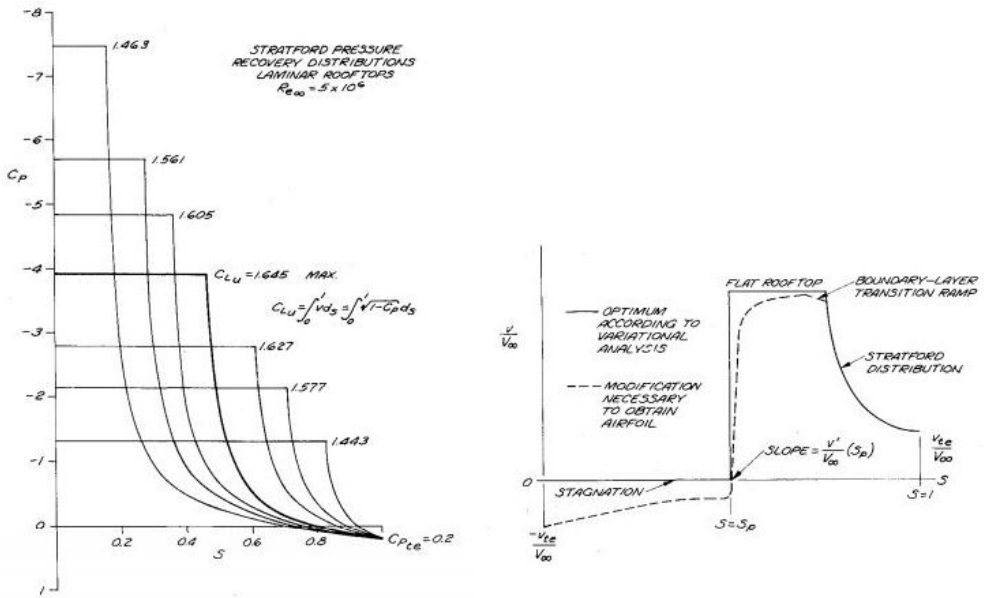 -8
1.463
STRATFORD PRESSURE
RECOVERY DISTRIBUTIONS
LAMINAR ROOFTOPS
Re∞ = 5 x 10⁶
-7
-6
1.561
CP
-5
1.605
-4
CLU = 1.645 MAX.
CLU = ∫₀¹ vds = ∫₀¹ √1-CP ds
-3
1.627
-2
1.577
1.443
-1
0
0.2
0.4
0.6
0.8
S
CPte = 0.2
1
FLAT ROOFTOP
BOUNDARY-LAYER
TRANSITION RAMP
v/V∞
OPTIMUM
ACCORDING TO
VARIATIONAL
ANALYSIS
STRATFORD
DISTRIBUTION
MODIFICATION
NECESSARY
TO OBTAIN
AIRFOIL
SLOPE = v'/V∞ (Sp)
vte/V∞
0
STAGNATION
S
S=1
S=Sp
-vte/V∞